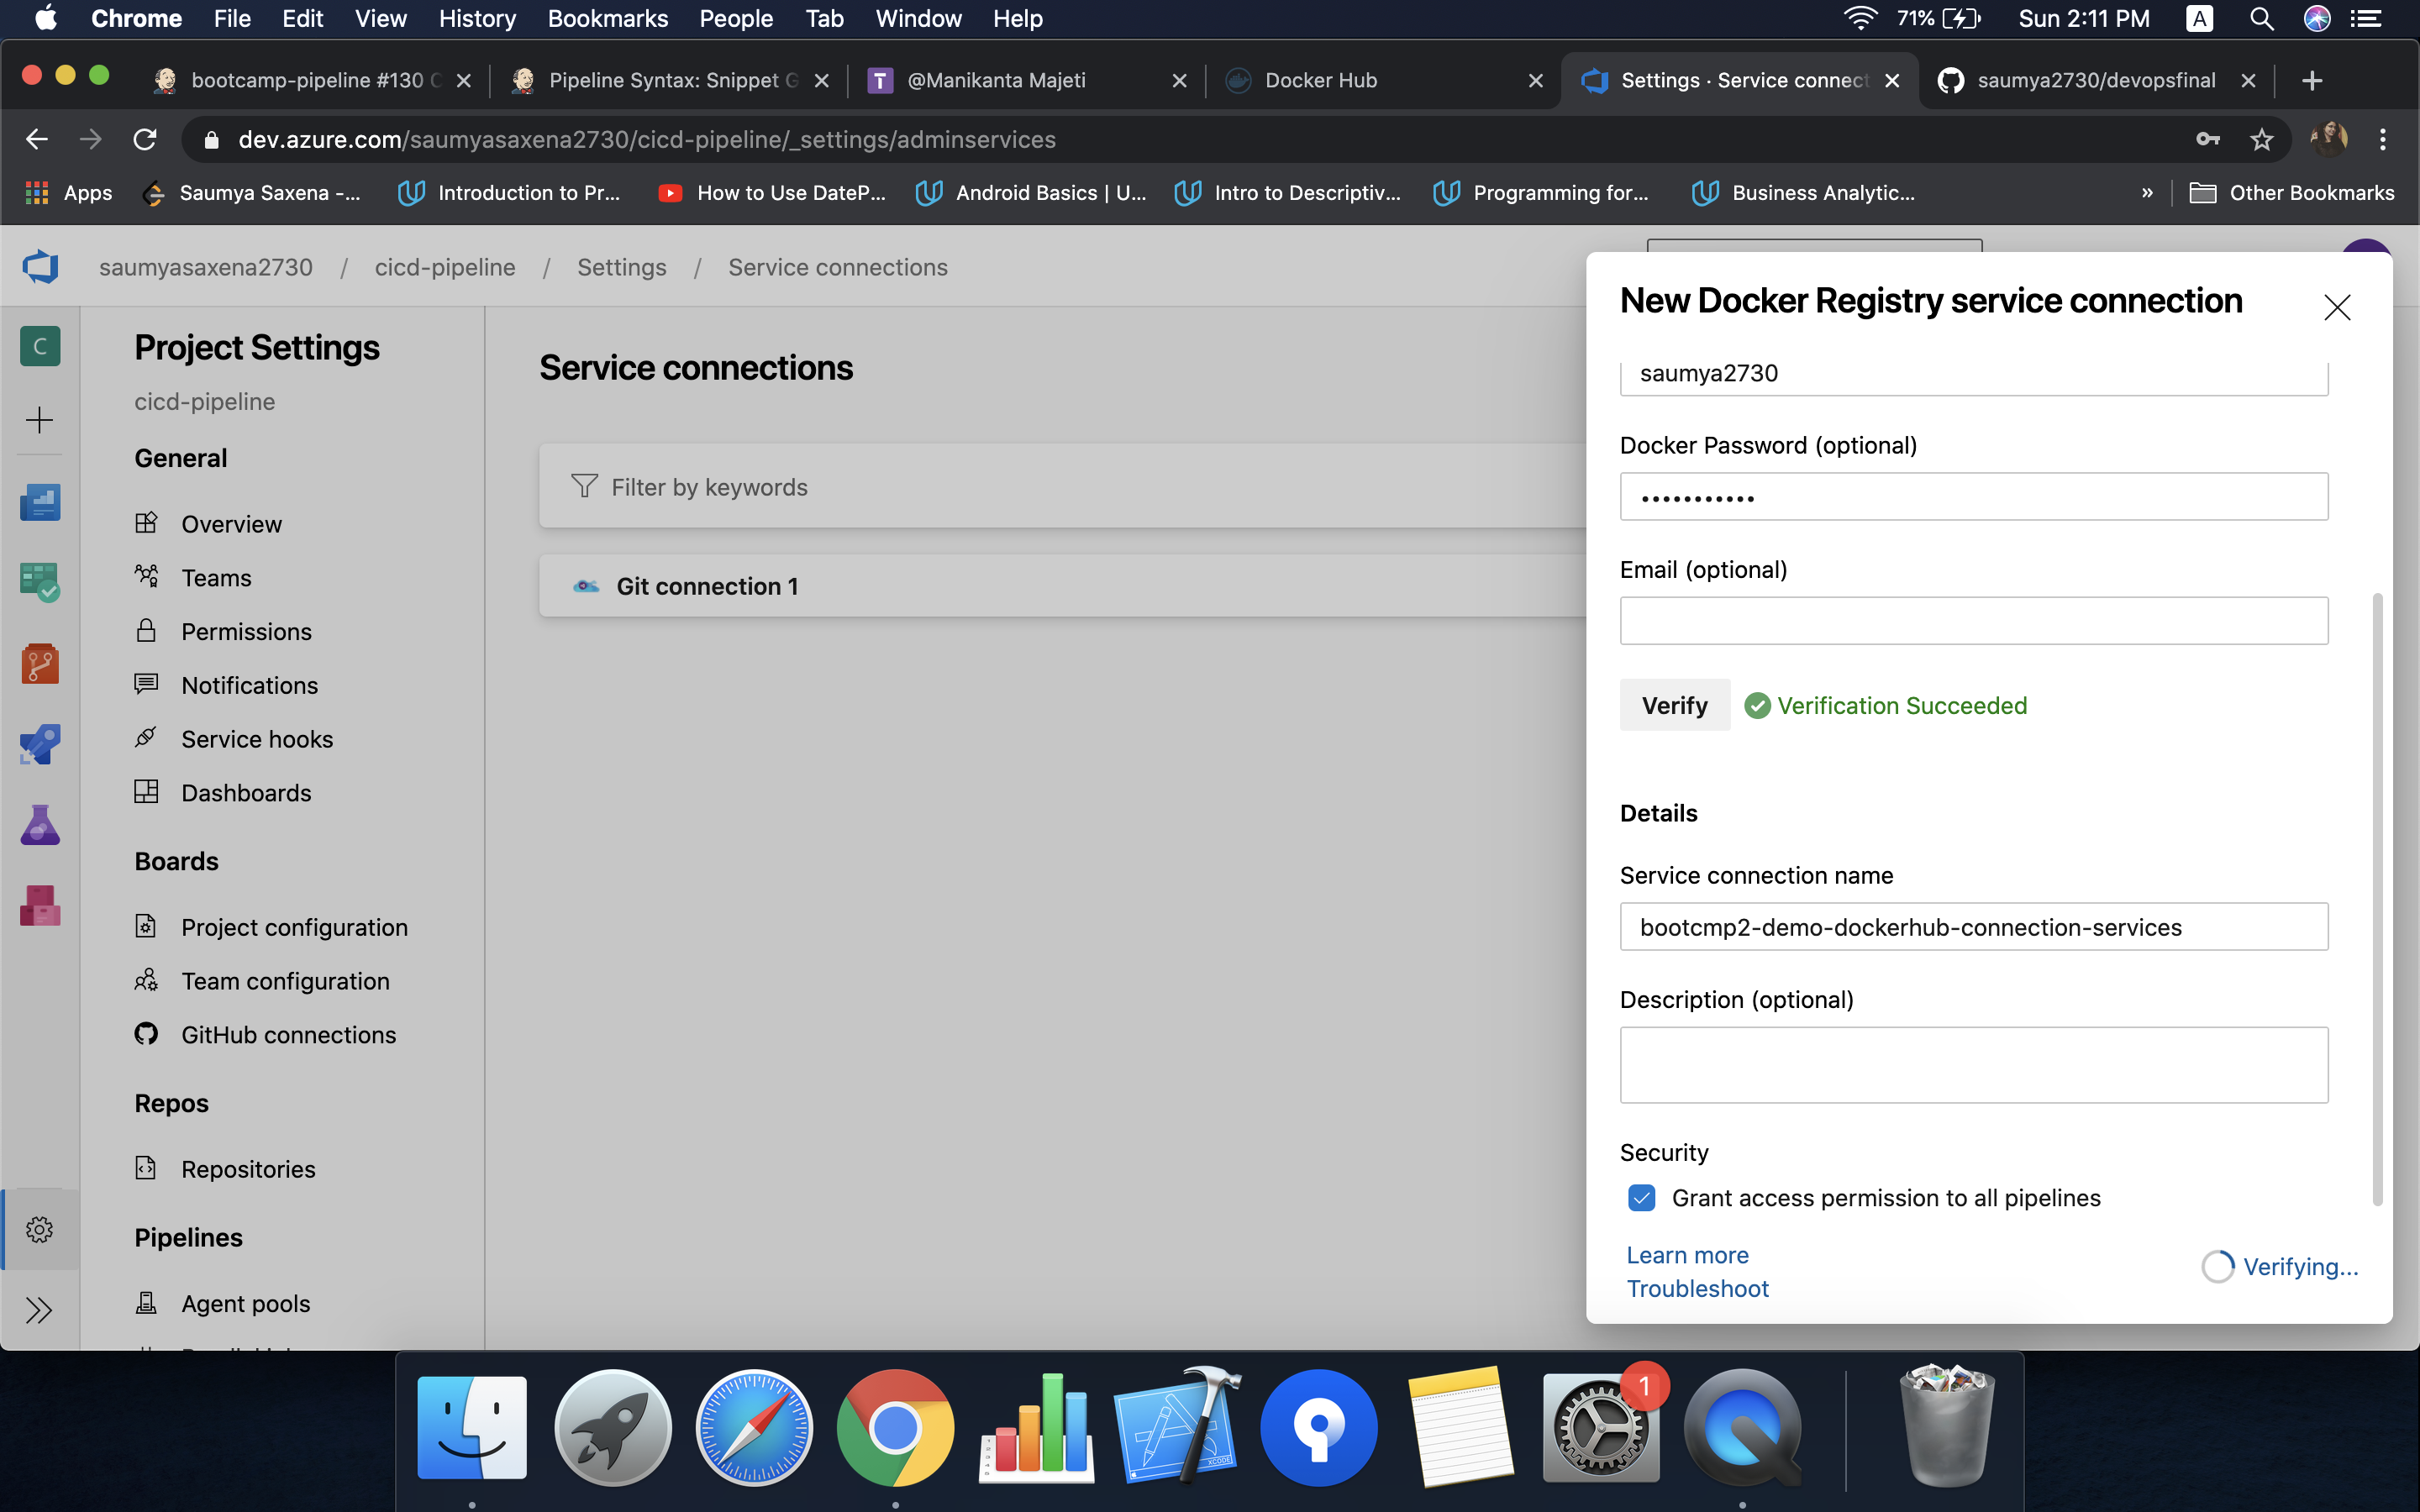 Chrome File Edit View History Bookmarks People Tab Window Help 71% Sun 2:11 PM A
bootcamp-pipeline #130 C
Pipeline Syntax: Snippet G
T @Manikanta Majeti
Docker Hub
Settings · Service connect
saumya2730/devopsfinal
dev.azure.com/saumyasaxena2730/cicd-pipeline/_settings/adminservices
Apps Saumya Saxena -... Introduction to Pr... How to Use DateP... Android Basics | U... Intro to Descriptiv... Programming for... Business Analytic... » Other Bookmarks
saumyasaxena2730 / cicd-pipeline / Settings / Service connections
C
Project Settings
cicd-pipeline
General
Overview
Teams
Permissions
Notifications
Service hooks
Dashboards
Boards
Project configuration
Team configuration
GitHub connections
Repos
Repositories
Pipelines
Agent pools
Service connections
Filter by keywords
Git connection 1
New Docker Registry service connection
saumya2730
Docker Password (optional)
•••••••••••
Email (optional)
Verify Verification Succeeded
Details
Service connection name
bootcmp2-demo-dockerhub-connection-services
Description (optional)
Security
Grant access permission to all pipelines
Learn more
Troubleshoot
Verifying...
XCODE
1